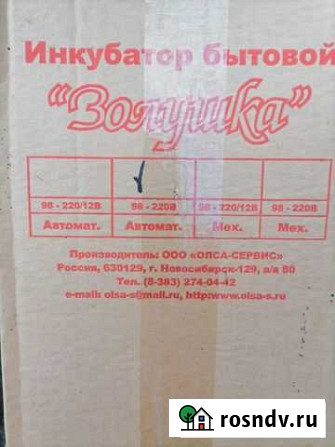 Инкубатор бытовой
"Золушка"
98 - 220/12В 98 - 220В 98 - 220/12В 98 - 220В
Автомат. Автомат. Мех. Мех.
Производитель: ООО «ОЛСА-СЕРВИС»
Россия, 630129, г. Новосибирск-129, а/я 80
Тел. (8-383) 274-04-42
e-mail: olsa-s@mail.ru, http:www.olsa-s.ru
rosndv.ru